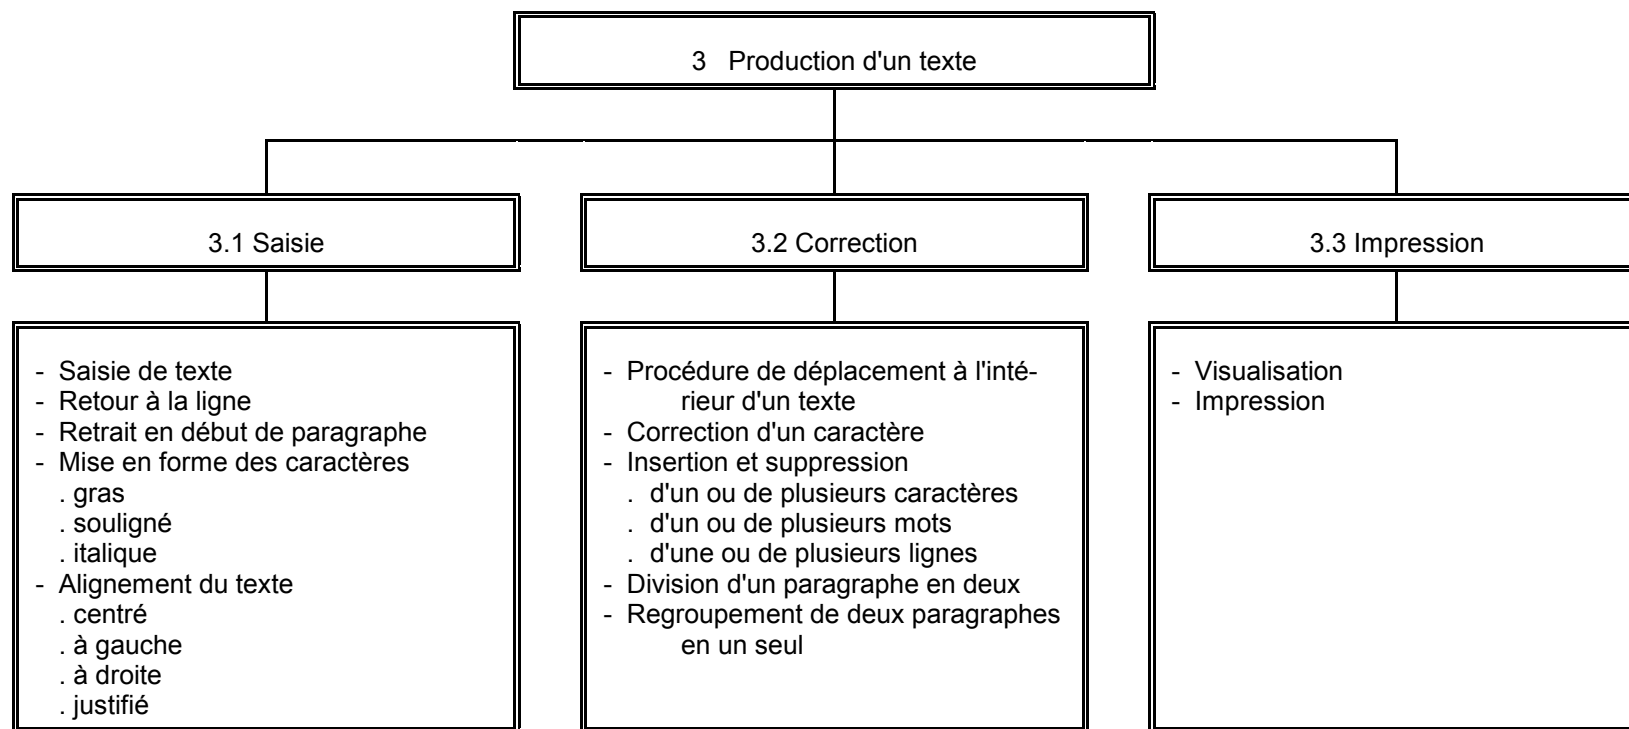 3 Production d'un texte
3.1 Saisie
3.2 Correction
3.3 Impression
- Saisie de texte
- Retour à la ligne
- Retrait en début de paragraphe
- Mise en forme des caractères
. gras
. souligné
. italique
- Alignement du texte
. centré
. à gauche
. à droite
. justifié
- Procédure de déplacement à l'inté-
rieur d'un texte
- Correction d'un caractère
- Insertion et suppression
. d'un ou de plusieurs caractères
. d'un ou de plusieurs mots
. d'une ou de plusieurs lignes
- Division d'un paragraphe en deux
- Regroupement de deux paragraphes
en un seul
- Visualisation
- Impression